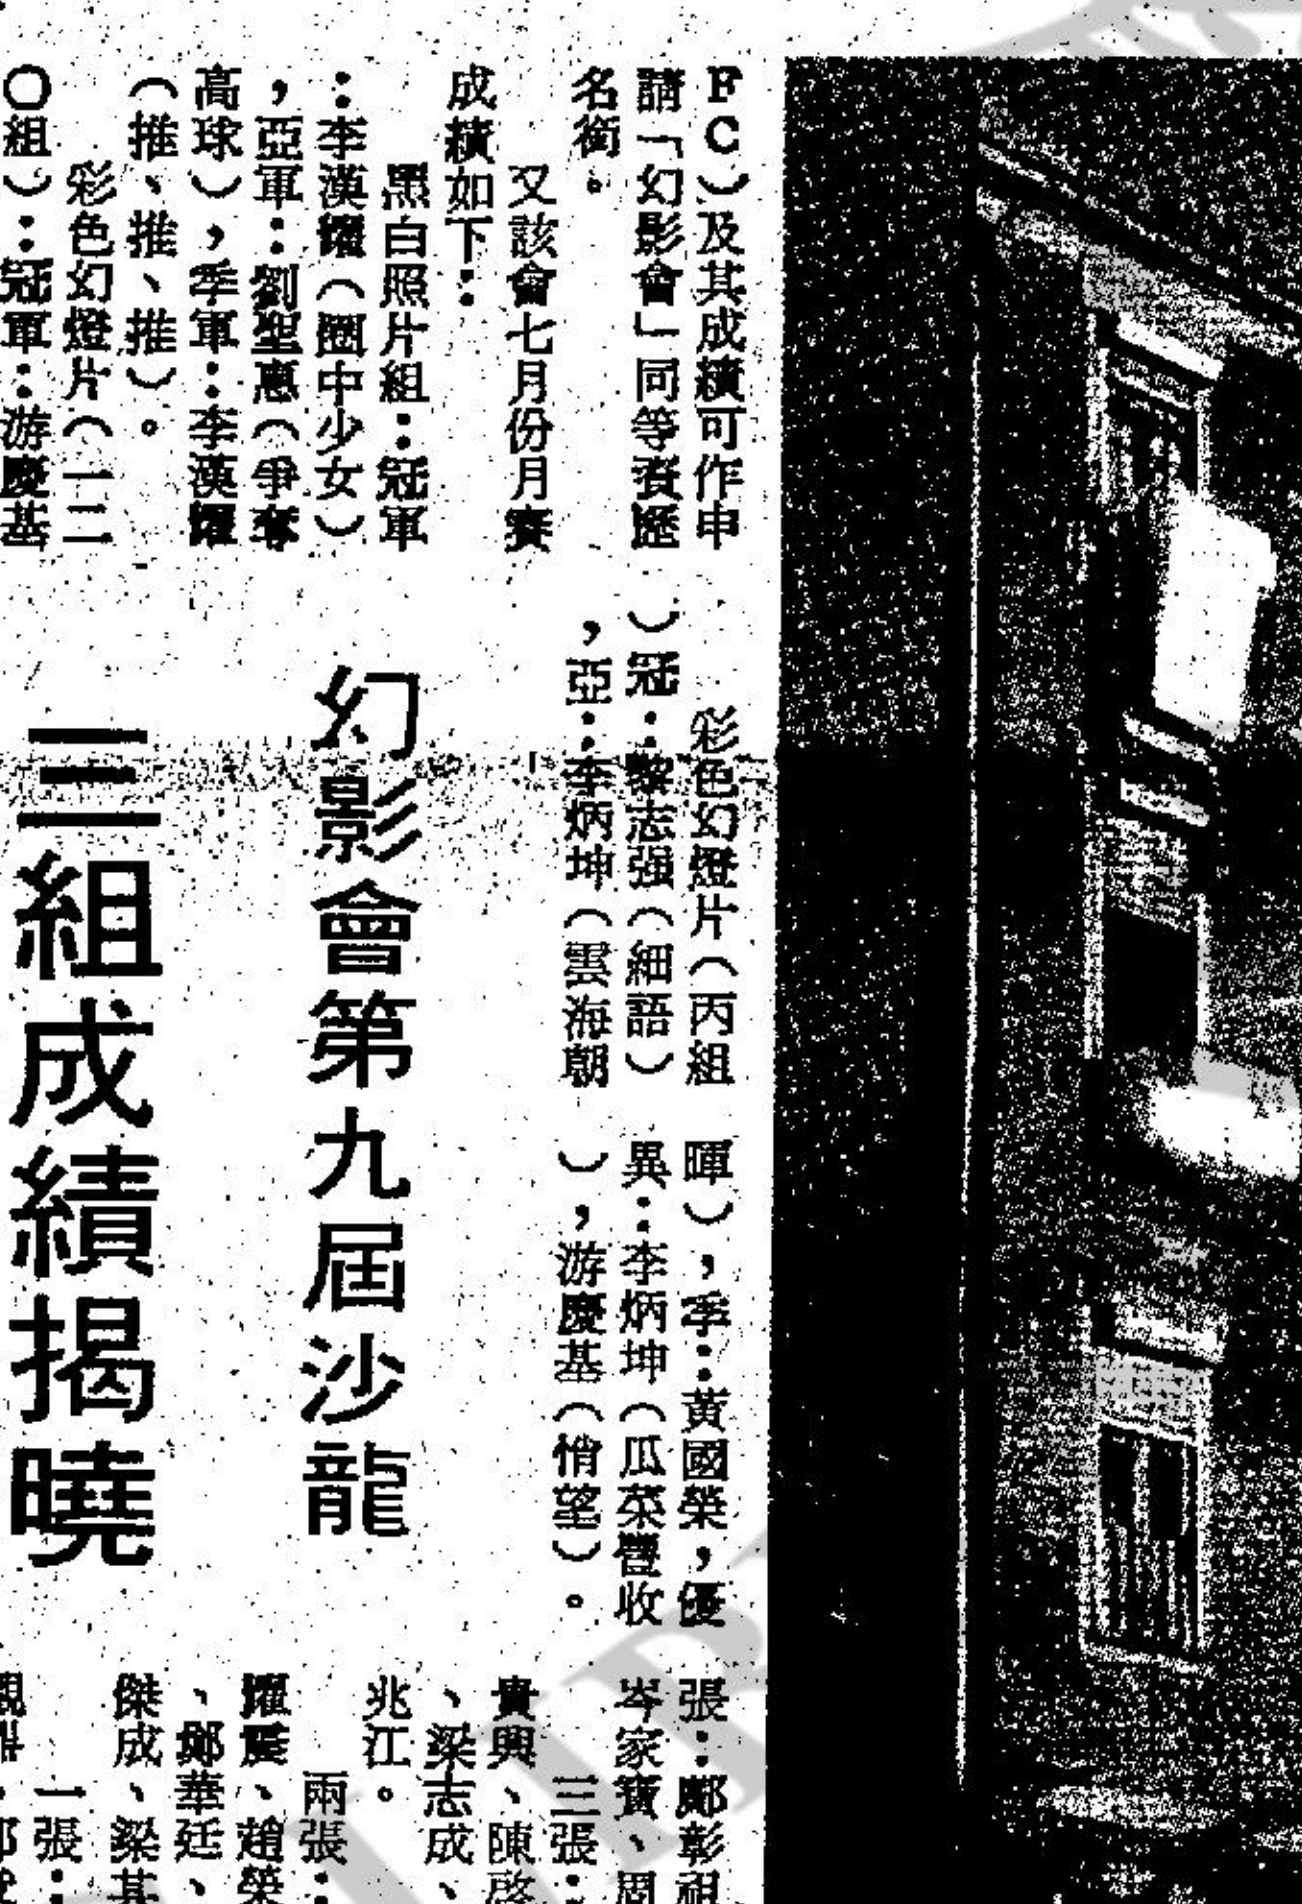 FC）及其成績可作申
請「幻影會」同等資歷
名銜。
又該會七月份月賽
成績如下：
黑白照片組：冠軍
：李漢耀（圈中少女）
，亞軍：劉聖惠（爭奪
高球），季軍：李漢耀
（推、推、推）。
彩色幻燈片（一二
〇組）：冠軍：游慶基
彩色幻燈片（丙組
）冠：黎志强（細語）
，亞：李炳坤（雲海朝
暉），季：黃國榮，優
異：李炳坤（瓜菜豐收
），游慶基（悄望）。
幻影會第九屆沙龍
三組成績揭曉
張：鄭彰祖
岑家寶、周
三張：
貴興、陳啓
、梁志成、
兆江。
兩張：
耀、趙榮
、鄭華廷、
傑成、梁其
一張：
觀